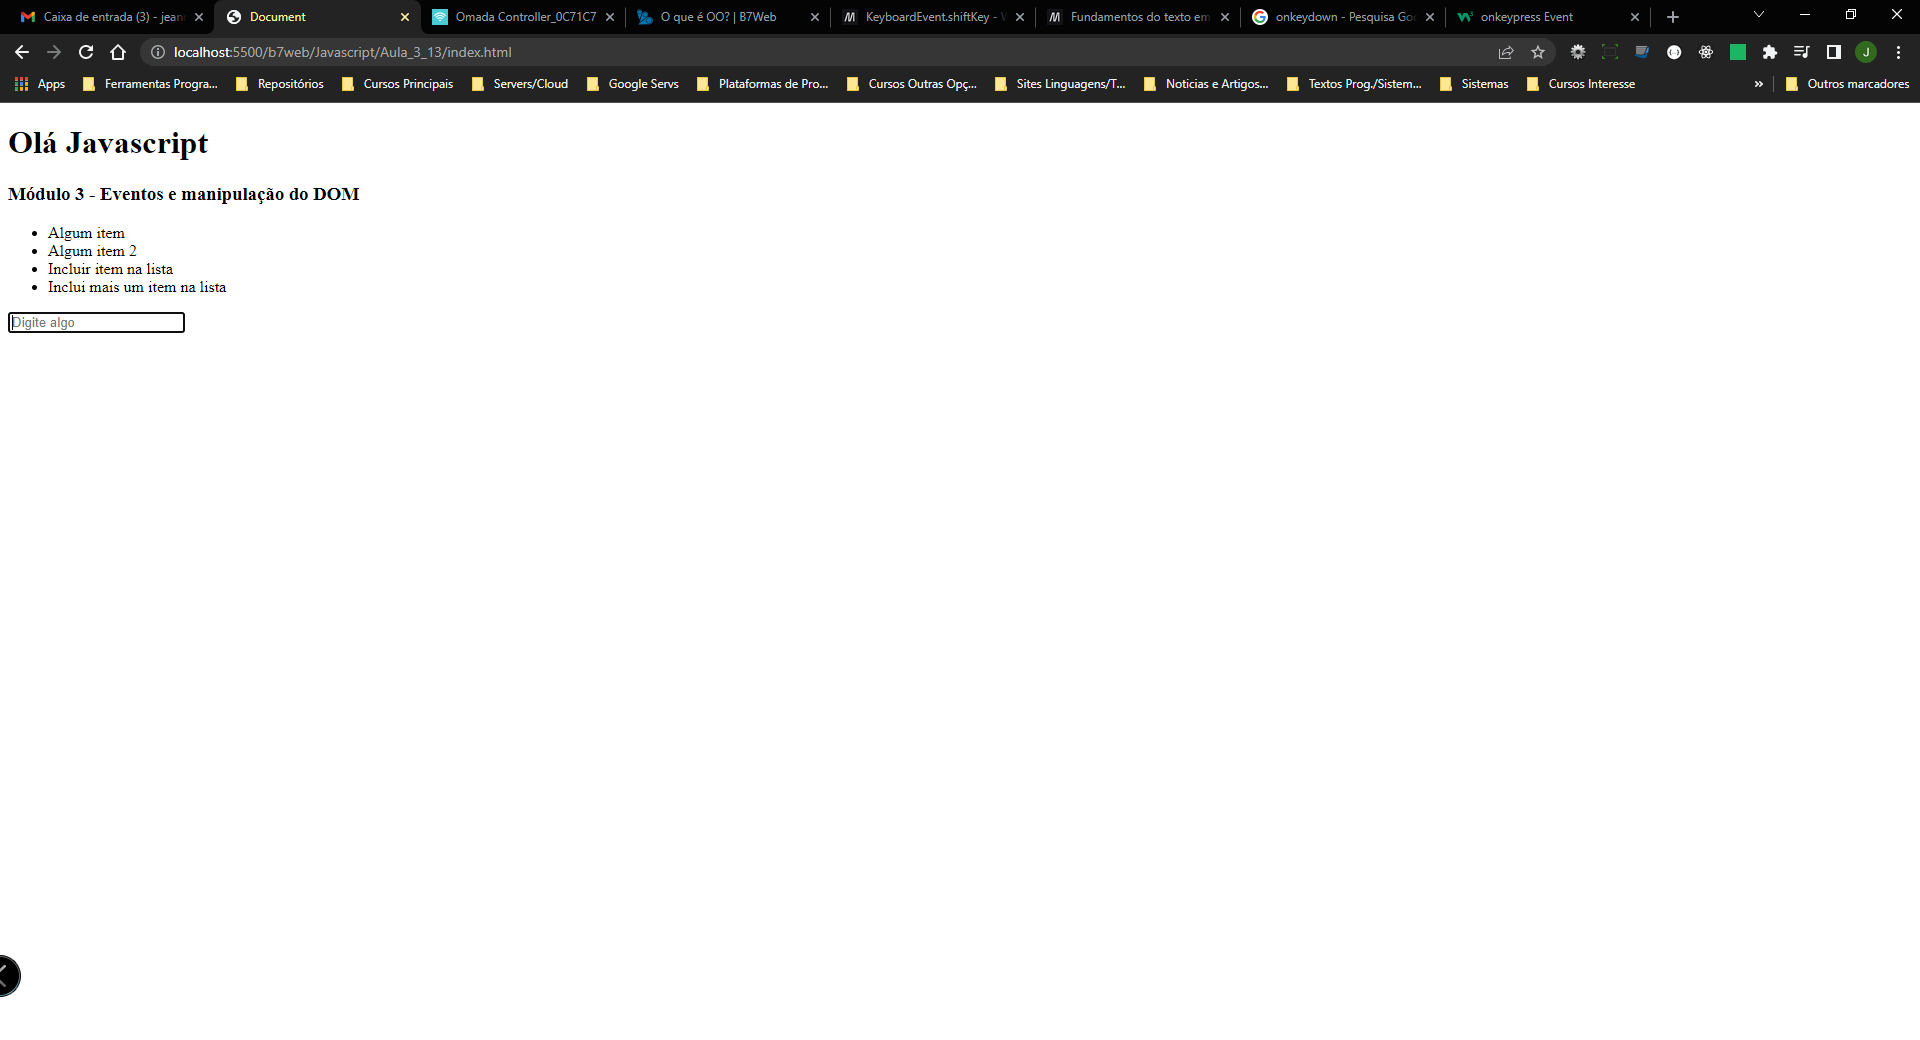 Caixa de entrada (3) - jean
Document
Omada Controller_0C71C7
O que é OO? | B7Web
KeyboardEvent.shiftKey -
Fundamentos do texto em
onkeydown - Pesquisa Goo
onkeypress Event
localhost:5500/b7web/Javascript/Aula_3_13/index.html
J
Apps
Ferramentas Progra...
Repositórios
Cursos Principais
Servers/Cloud
Google Servs
Plataformas de Pro...
Cursos Outras Opç...
Sites Linguagens/T...
Noticias e Artigos...
Textos Prog./Sistem...
Sistemas
Cursos Interesse
»
Outros marcadores
Olá Javascript
Módulo 3 - Eventos e manipulação do DOM
Algum item
Algum item 2
Incluir item na lista
Inclui mais um item na lista
Digite algo